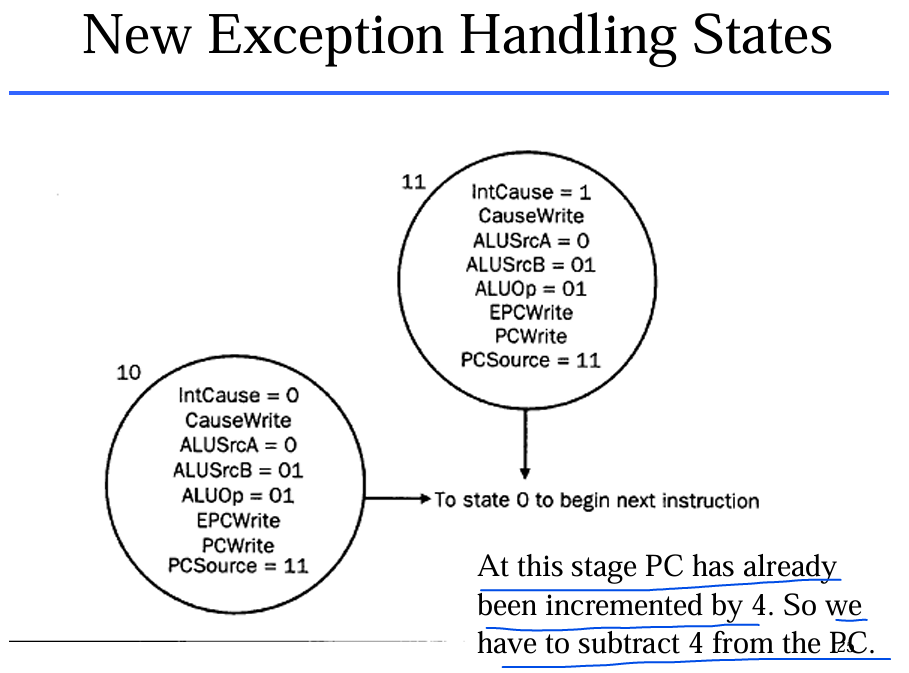 New Exception Handling States
11
IntCause = 1
CauseWrite
ALUSrcA = 0
ALUSrcB = 01
ALUOp = 01
EPCWrite
PCWrite
PCSource = 11
10
IntCause = 0
CauseWrite
ALUSrcA = 0
ALUSrcB = 01
ALUOp = 01
EPCWrite
PCWrite
PCSource = 11
To state 0 to begin next instruction
At this stage PC has already
been incremented by 4. So we
have to subtract 4 from the PC.